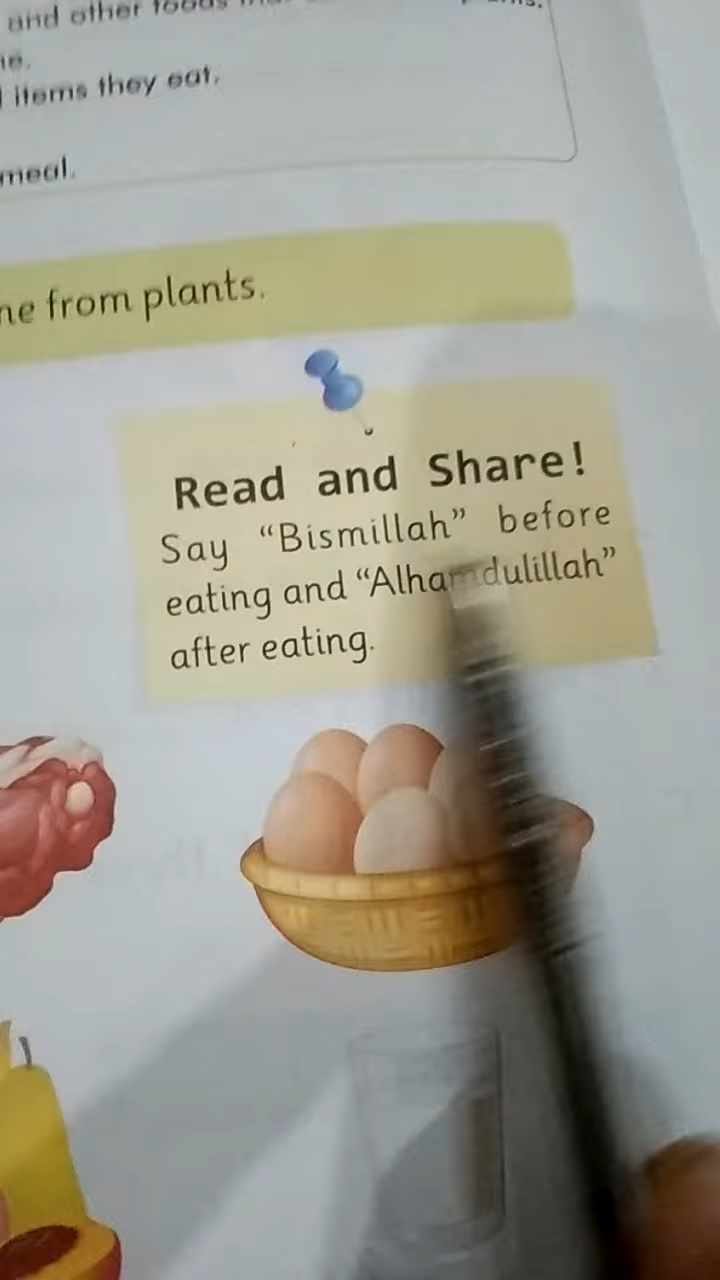 and other foods
items they eat.
meal.
from plants.
Read and Share!
Say “Bismillah” before
eating and “Alhamdulillah”
after eating.